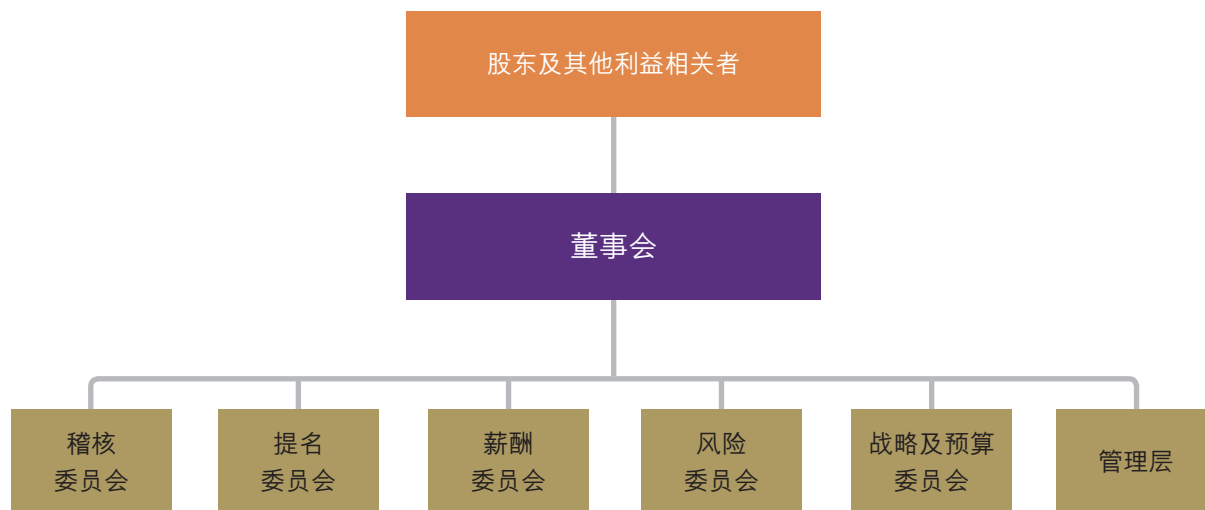 股东及其他利益相关者
董事会
稽核
委员会
提名
委员会
薪酬
委员会
风险
委员会
战略及预算
委员会
管理层